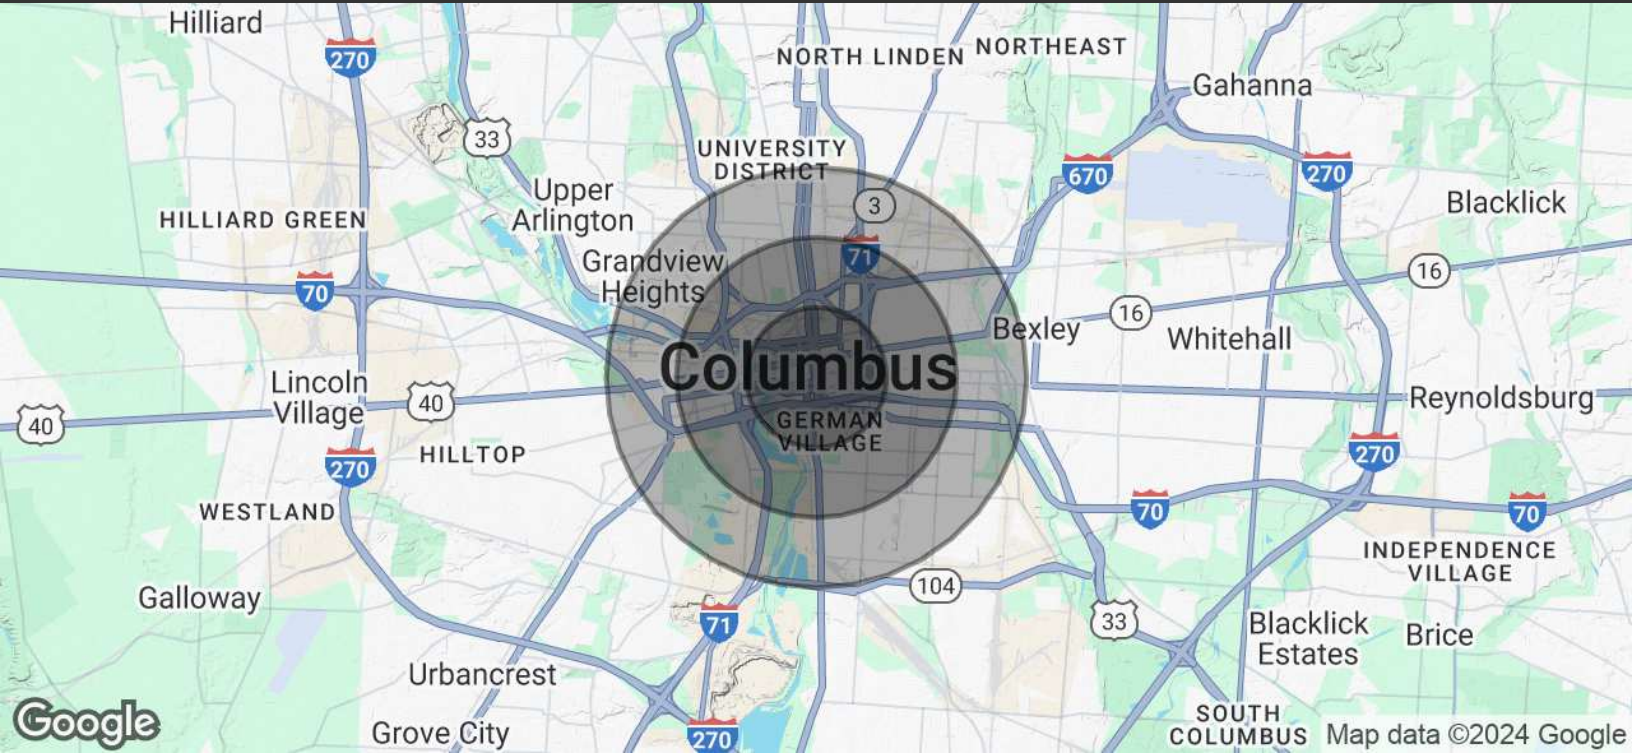 Hilliard
270
NORTH LINDEN
NORTHEAST
Gahanna
33
UNIVERSITY
DISTRICT
670
270
Upper
Arlington
3
Blacklick
HILLIARD GREEN
Grandview
Heights
71
16
70
16
Bexley
Whitehall
Columbus
Lincoln
Village
40
40
Reynoldsburg
GERMAN
VILLAGE
HILLTOP
270
270
WESTLAND
70
70
INDEPENDENCE
VILLAGE
104
Galloway
71
33
Blacklick
Estates
Brice
Urbancrest
Grove City
270
SOUTH
COLUMBUS
Google
Map data ©2024 Google